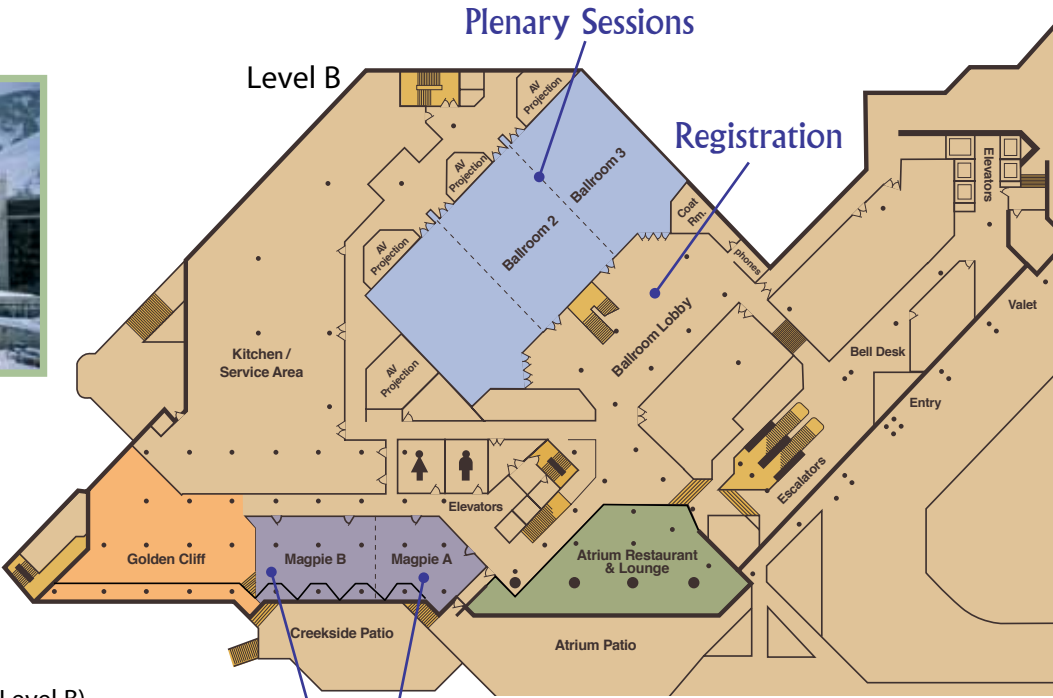 Plenary Sessions
Level B
Registration
AV
Projection
AV
Projection
AV
Projection
AV
Projection
Ballroom 3
Ballroom 2
Coat
Rm.
phones
Elevators
Valet
Ballroom Lobby
Kitchen /
Service Area
Bell Desk
Entry
Escalators
Elevators
Golden Cliff
Magpie B
Magpie A
Atrium Restaurant
& Lounge
Creekside Patio
Atrium Patio
Level B)